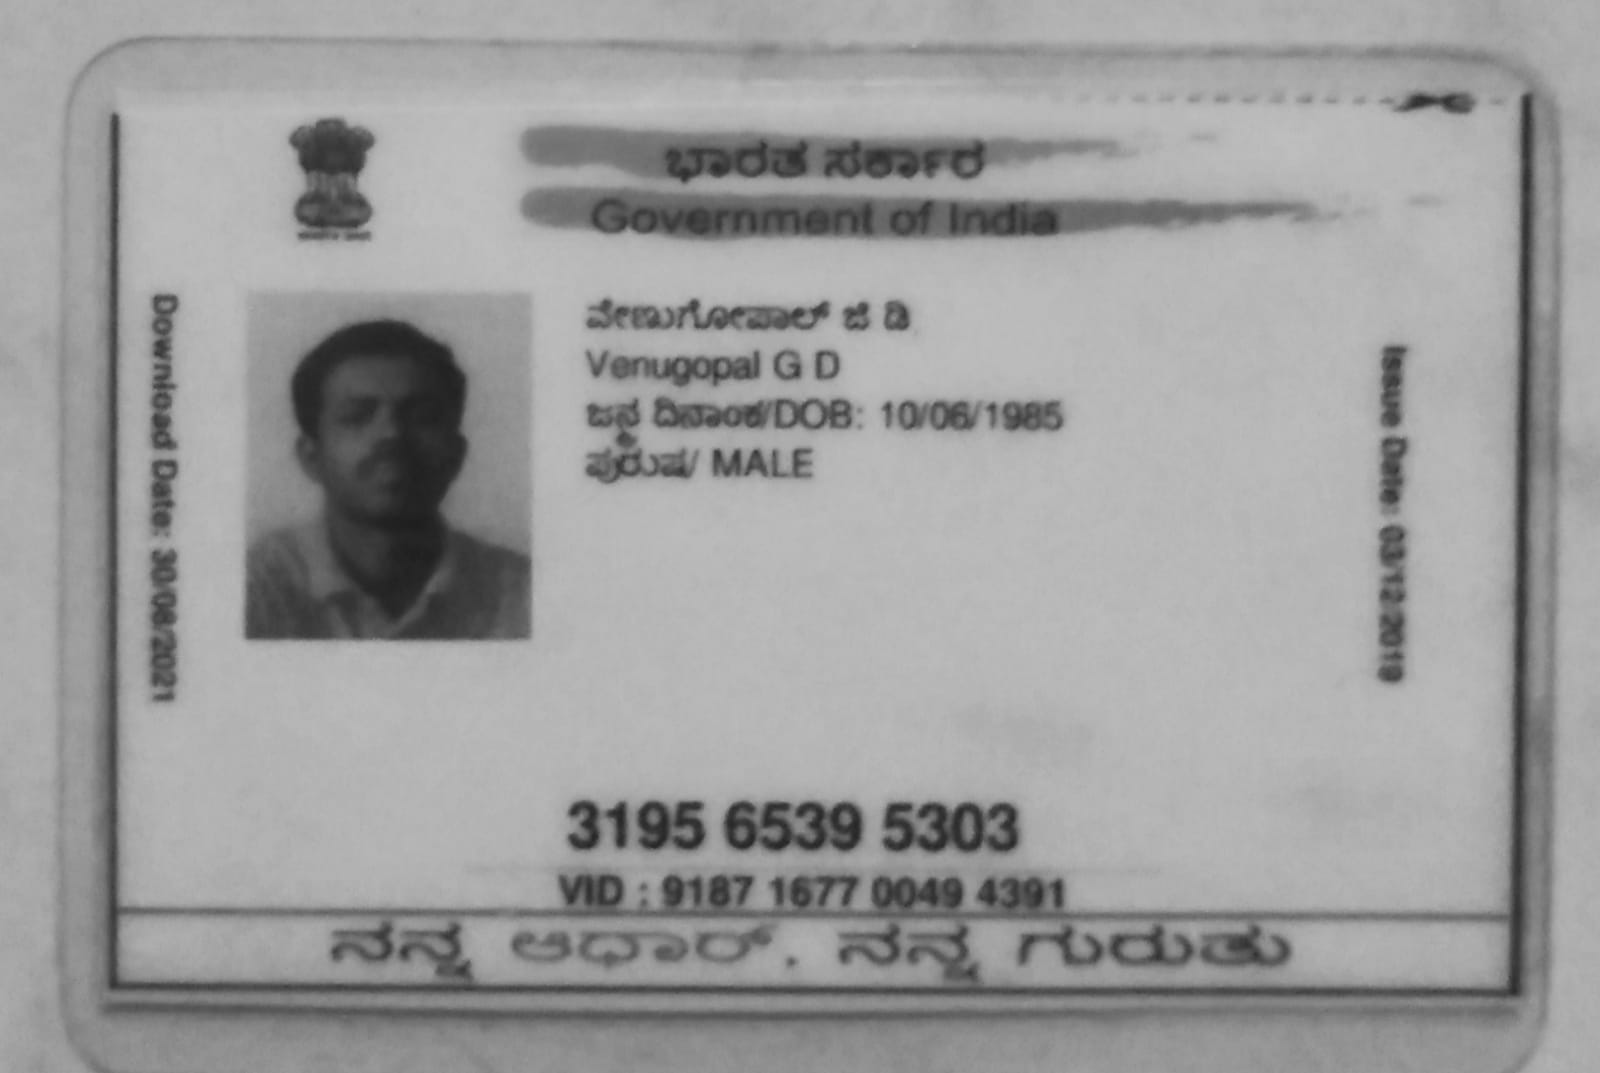 ಭಾರತ ಸರ್ಕಾರ
Government of India
ವೇಣುಗೋಪಾಲ್ ಜಿ ಡಿ
Venugopal G D
ಜನ್ಮ ದಿನಾಂಕ/DOB: 10/06/1985
ಪುರುಷ/ MALE
Download Date: 30/08/2021
Issue Date: 03/12/2019
3195 6539 5303
VID : 9187 1677 0049 4391
ನನ್ನ ಆಧಾರ್, ನನ್ನ ಗುರುತು